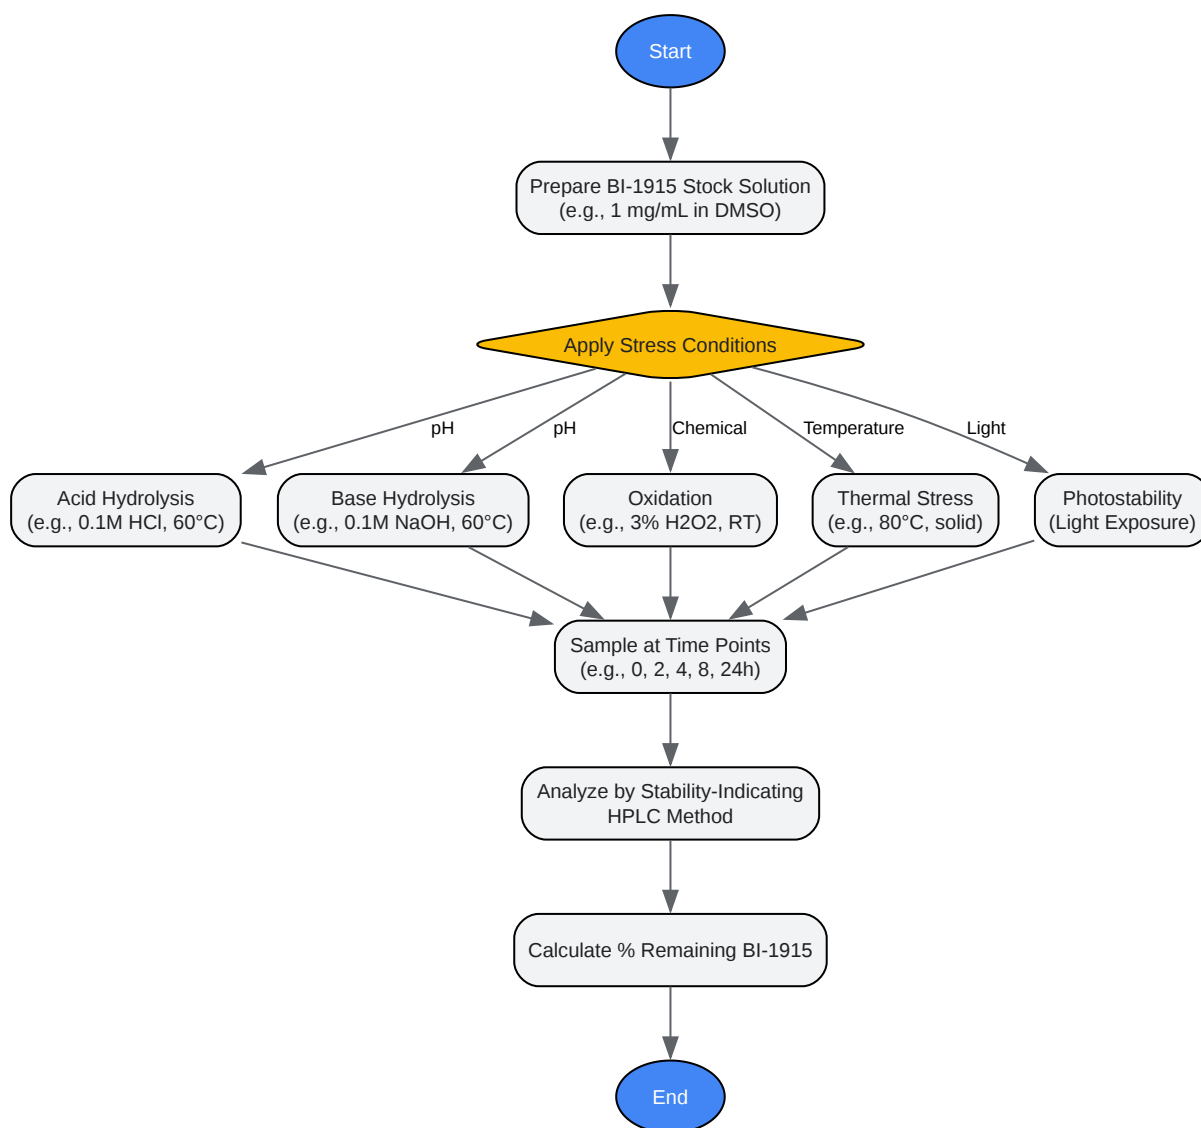 Start
Prepare BI-1915 Stock Solution
(e.g., 1 mg/mL in DMSO)
Apply Stress Conditions
pH
pH
Chemical
Temperature
Light
Acid Hydrolysis
(e.g., 0.1M HCl, 60°C)
Base Hydrolysis
(e.g., 0.1M NaOH, 60°C)
Oxidation
(e.g., 3% H2O2, RT)
Thermal Stress
(e.g., 80°C, solid)
Photostability
(Light Exposure)
Sample at Time Points
(e.g., 0, 2, 4, 8, 24h)
Analyze by Stability-Indicating
HPLC Method
Calculate % Remaining BI-1915
End